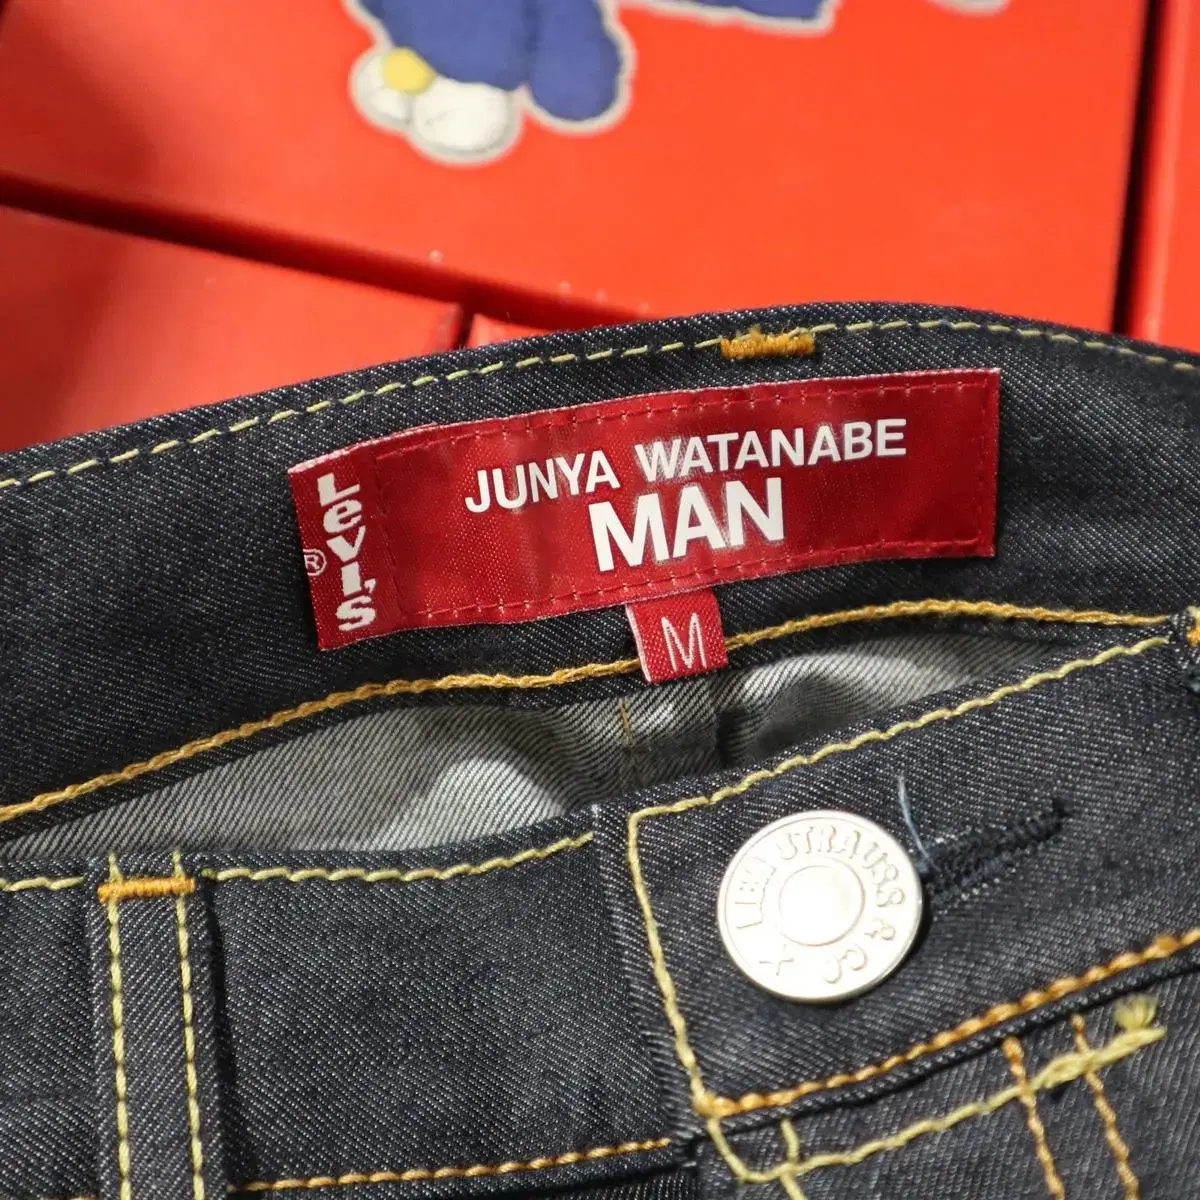 Levi's
®
JUNYA WATANABE
MAN
M
LEVI STRAUSS & CO. X